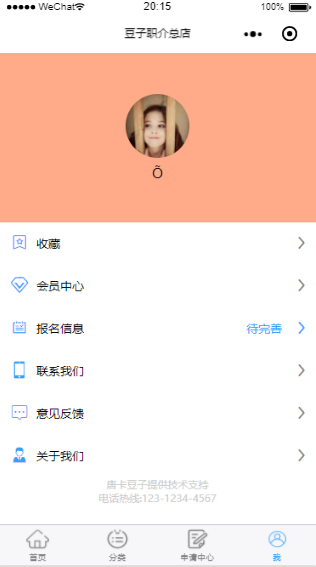 ●●●●● WeChat 20:15 100%
豆子职介总店
Õ
收藏
会员中心
报名信息 待完善
联系我们
意见反馈
关于我们
唐卡豆子提供技术支持
电话热线:123-1234-4567
首页 分类 申请中心 我